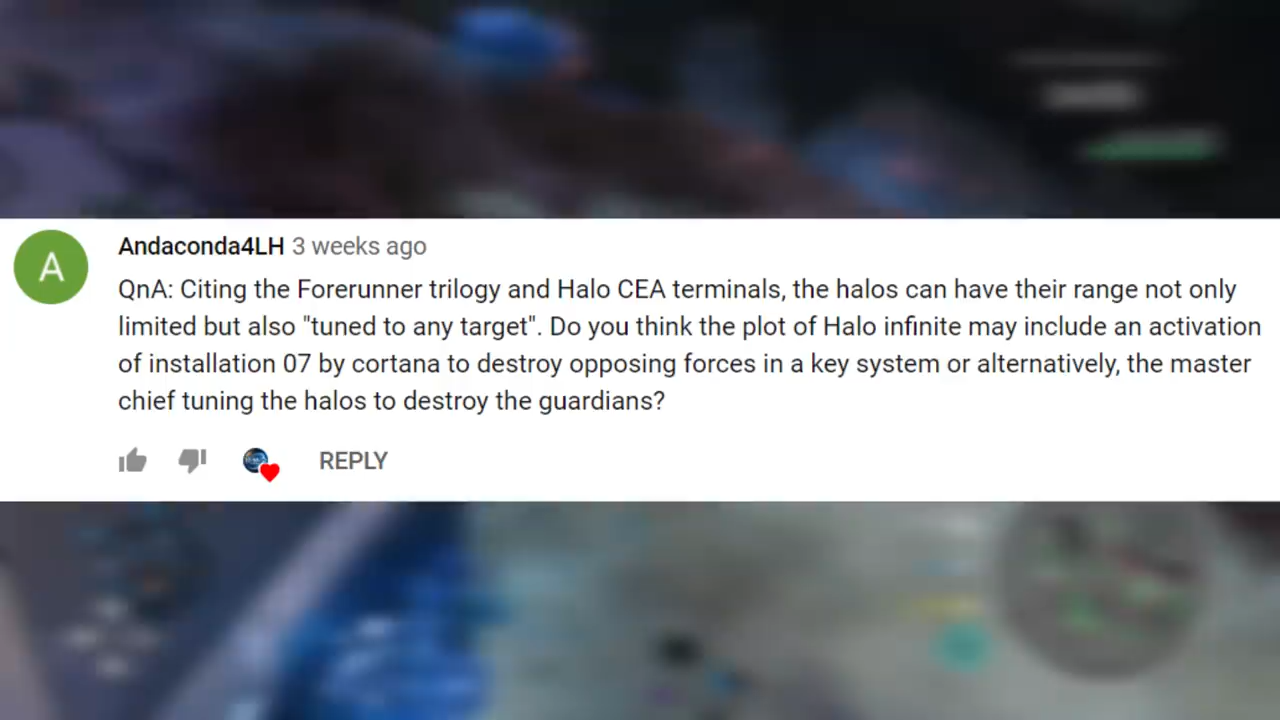 A
Andaconda4LH 3 weeks ago
QnA: Citing the Forerunner trilogy and Halo CEA terminals, the halos can have their range not only
limited but also "tuned to any target". Do you think the plot of Halo infinite may include an activation
of installation 07 by cortana to destroy opposing forces in a key system or alternatively, the master
chief tuning the halos to destroy the guardians?
REPLY